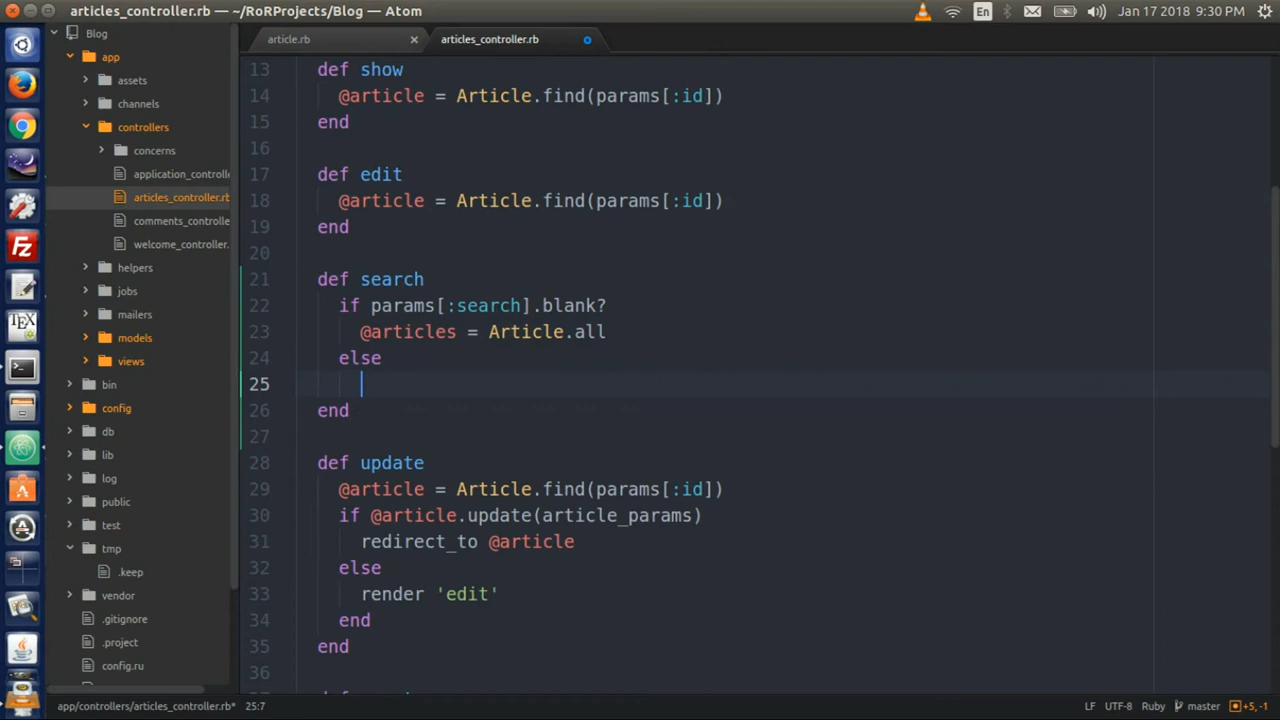 articles_controller.rb — ~/RoRProjects/Blog — Atom
En
Jan 17 2018 9:30 PM
Blog
app
assets
channels
controllers
concerns
application_controlle
articles_controller.rb
comments_controlle
welcome_controller.
helpers
jobs
mailers
models
views
bin
config
db
lib
log
public
test
tmp
.keep
vendor
.gitignore
.project
config.ru
article.rb
articles_controller.rb
13 def show
14 @article = Article.find(params[:id])
15 end
16
17 def edit
18 @article = Article.find(params[:id])
19 end
20
21 def search
22 if params[:search].blank?
23 @articles = Article.all
24 else
25
26 end
27
28 def update
29 @article = Article.find(params[:id])
30 if @article.update(article_params)
31 redirect_to @article
32 else
33 render 'edit'
34 end
35 end
36
app/controllers/articles_controller.rb* 25:7
LF UTF-8 Ruby master +5, -1